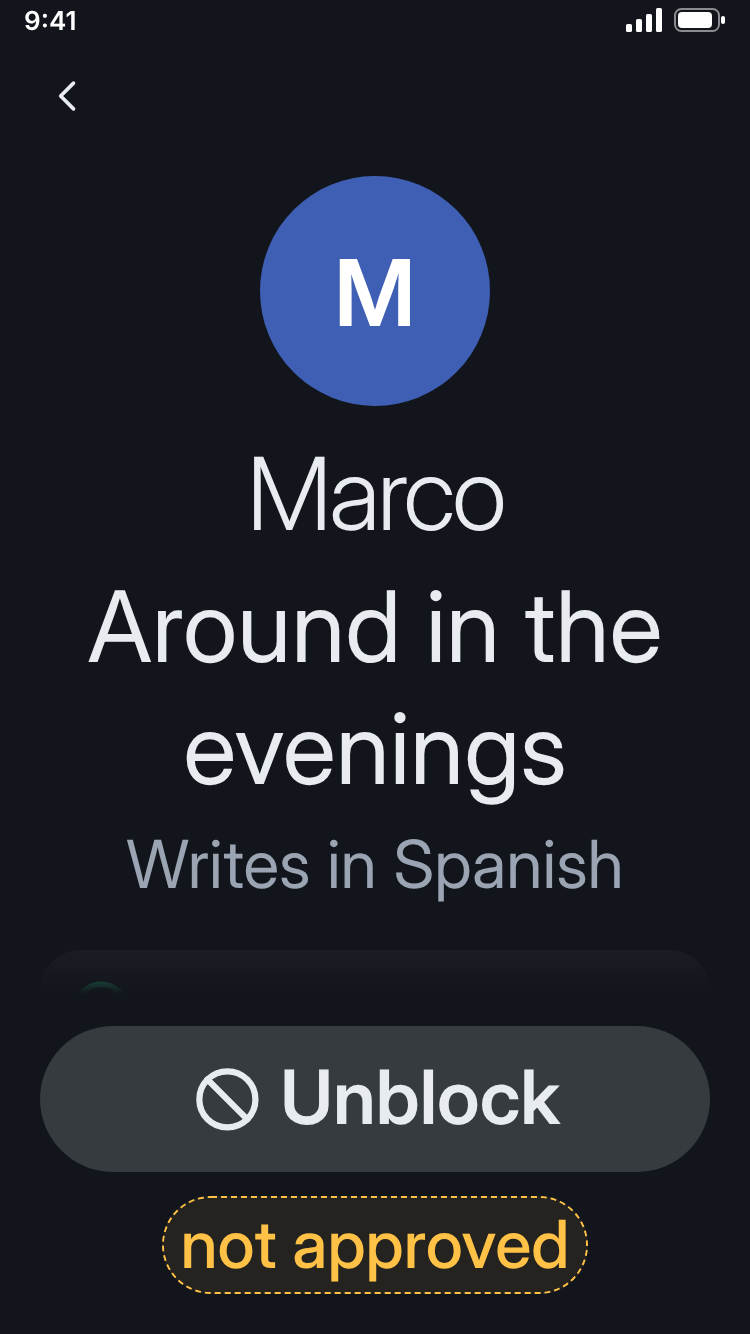 9:41
M
Marco
Around in the
evenings
Writes in Spanish
Unblock
not approved